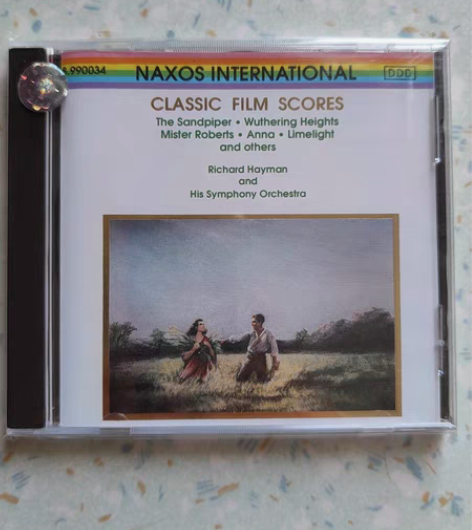 .990034 NAXOS INTERNATIONAL DDD
CLASSIC FILM SCORES
The Sandpiper • Wuthering Heights
Mister Roberts • Anna • Limelight
and others
Richard Hayman
and
His Symphony Orchestra